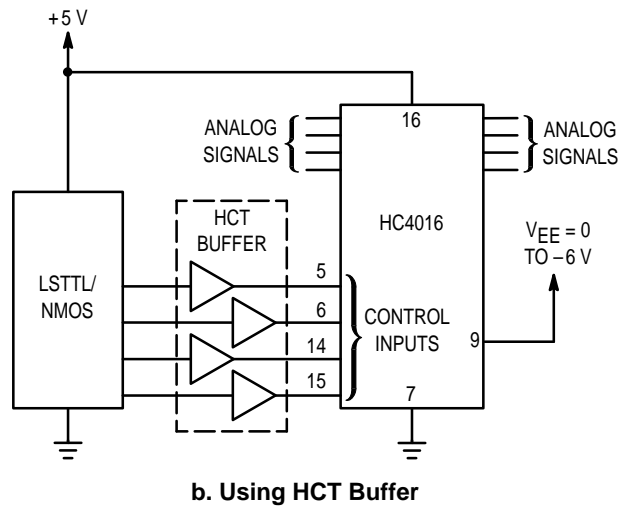 +5 V
16
ANALOG
SIGNALS
ANALOG
SIGNALS
HCT
BUFFER
HC4016
VEE = 0
TO –6 V
LSTTL/
NMOS
5
6
14
15
CONTROL
INPUTS
9
7
b. Using HCT Buffer